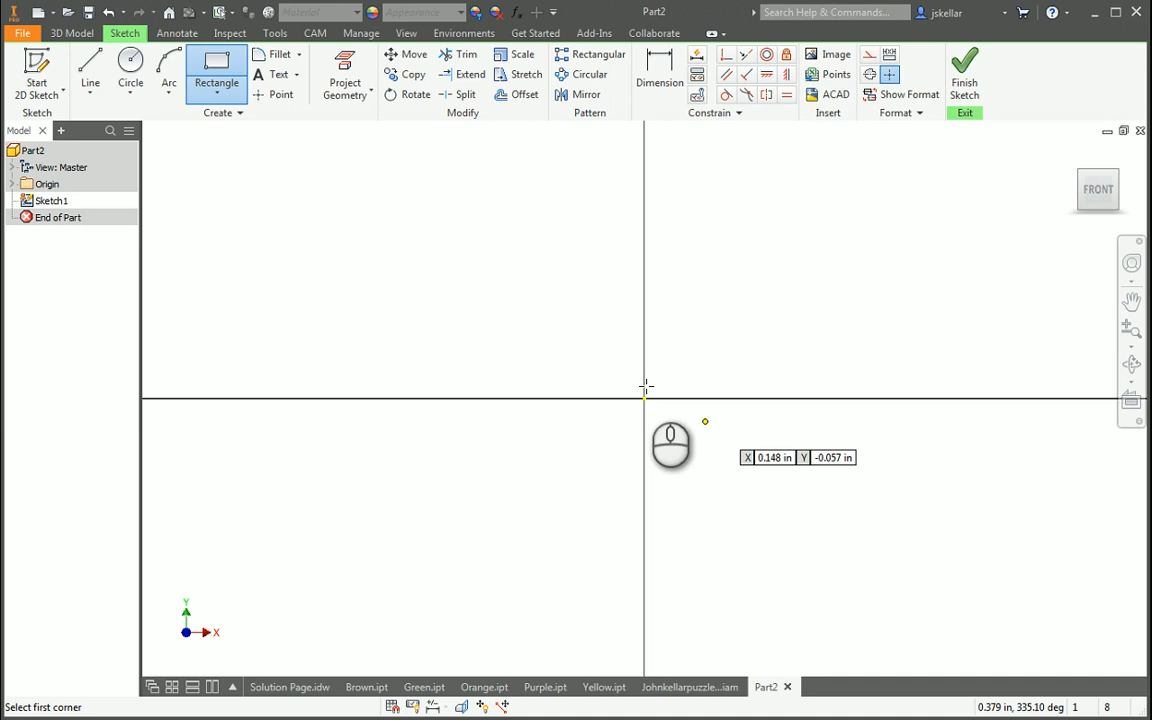 Material
Appearance
Part2
Search Help & Commands...
jskellar
PRO
File
3D Model
Sketch
Annotate
Inspect
Tools
CAM
Manage
View
Environments
Get Started
Add-Ins
Collaborate
Start
2D Sketch
Line
Circle
Arc
Rectangle
Fillet
Text
Point
Project
Geometry
Move
Copy
Rotate
Trim
Extend
Split
Scale
Stretch
Offset
Rectangular
Circular
Mirror
Dimension
Image
Points
ACAD
Show Format
Finish
Sketch
Sketch
Create
Modify
Pattern
Constrain
Insert
Format
Exit
Model
Part2
View: Master
Origin
Sketch1
End of Part
FRONT
X 0.148 in Y -0.057 in
Y
X
Solution Page.idw
Brown.ipt
Green.ipt
Orange.ipt
Purple.ipt
Yellow.ipt
Johnkellarpuzzle...iam
Part2
Select first corner
0.379 in, 335.10 deg
1
8